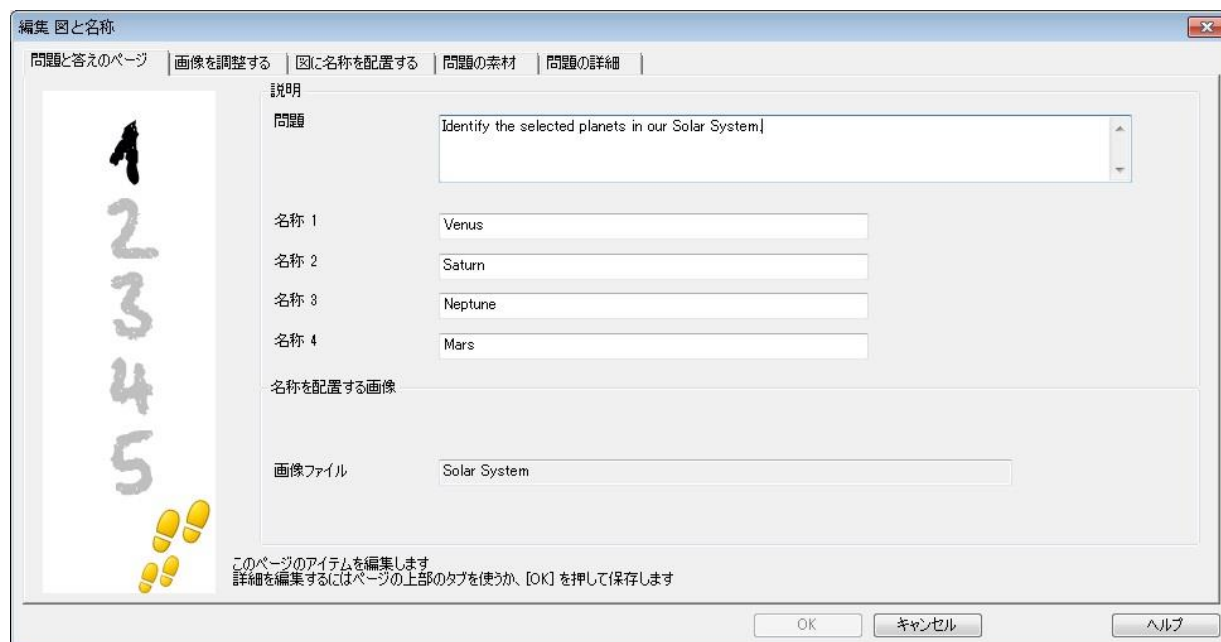 編集 図と名称
問題と答えのページ 画像を調整する 図に名称を配置する 問題の素材 問題の詳細
1
2
3
4
5
説明
問題
Identify the selected planets in our Solar System.
名称 1
Venus
名称 2
Saturn
名称 3
Neptune
名称 4
Mars
名称を配置する画像
画像ファイル
Solar System
このページのアイテムを編集します
詳細を編集するにはページの上部のタブを使うか、[OK] を押して保存します
OK キャンセル ヘルプ